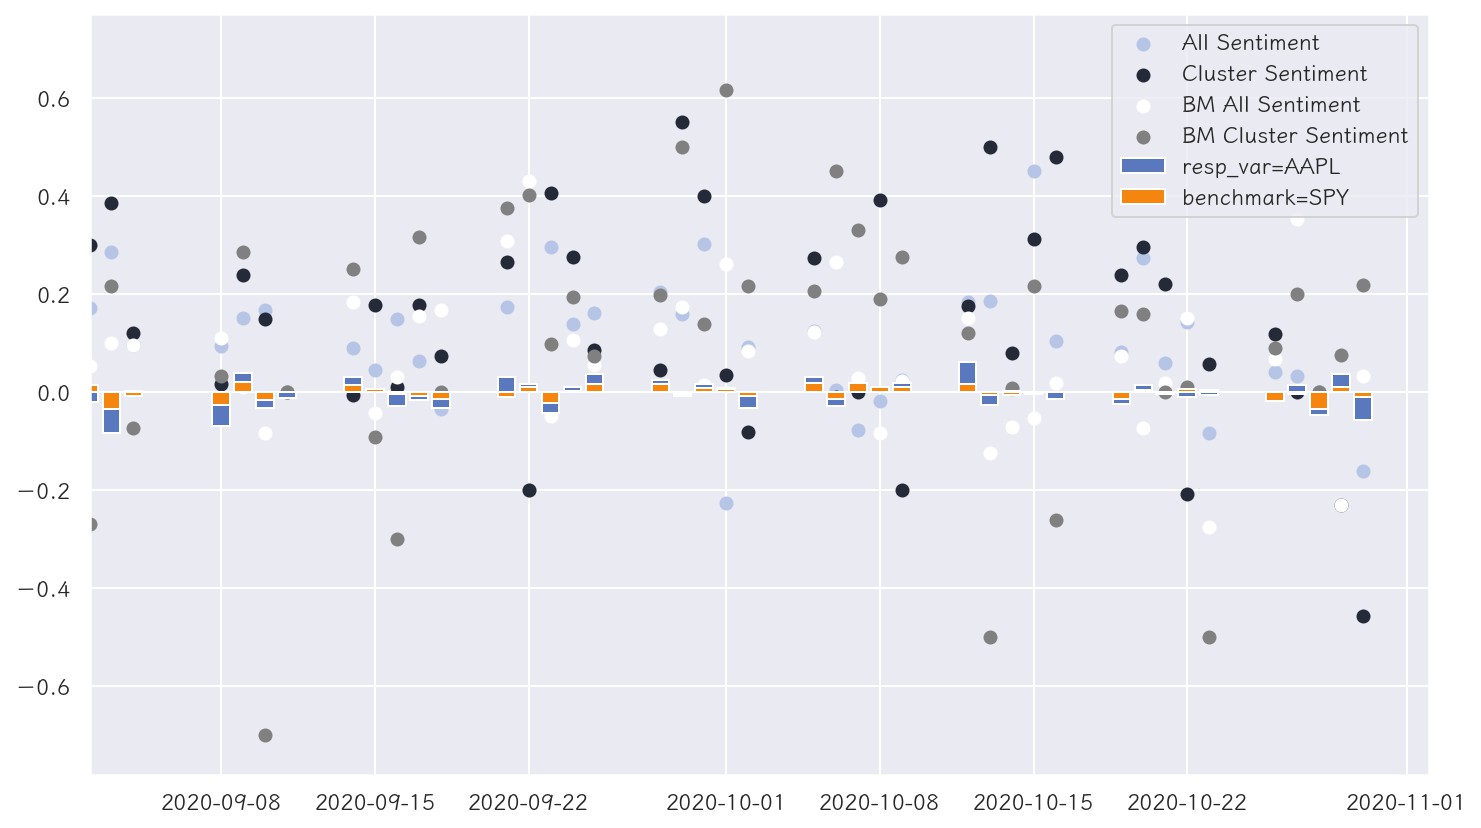 All Sentiment
Cluster Sentiment
BM All Sentiment
BM Cluster Sentiment
resp_var=AAPL
benchmark=SPY
0.6
0.4
0.2
0.0
−0.2
−0.4
−0.6
2020-09-08 2020-09-15 2020-09-22 2020-10-01 2020-10-08 2020-10-15 2020-10-22 2020-11-01